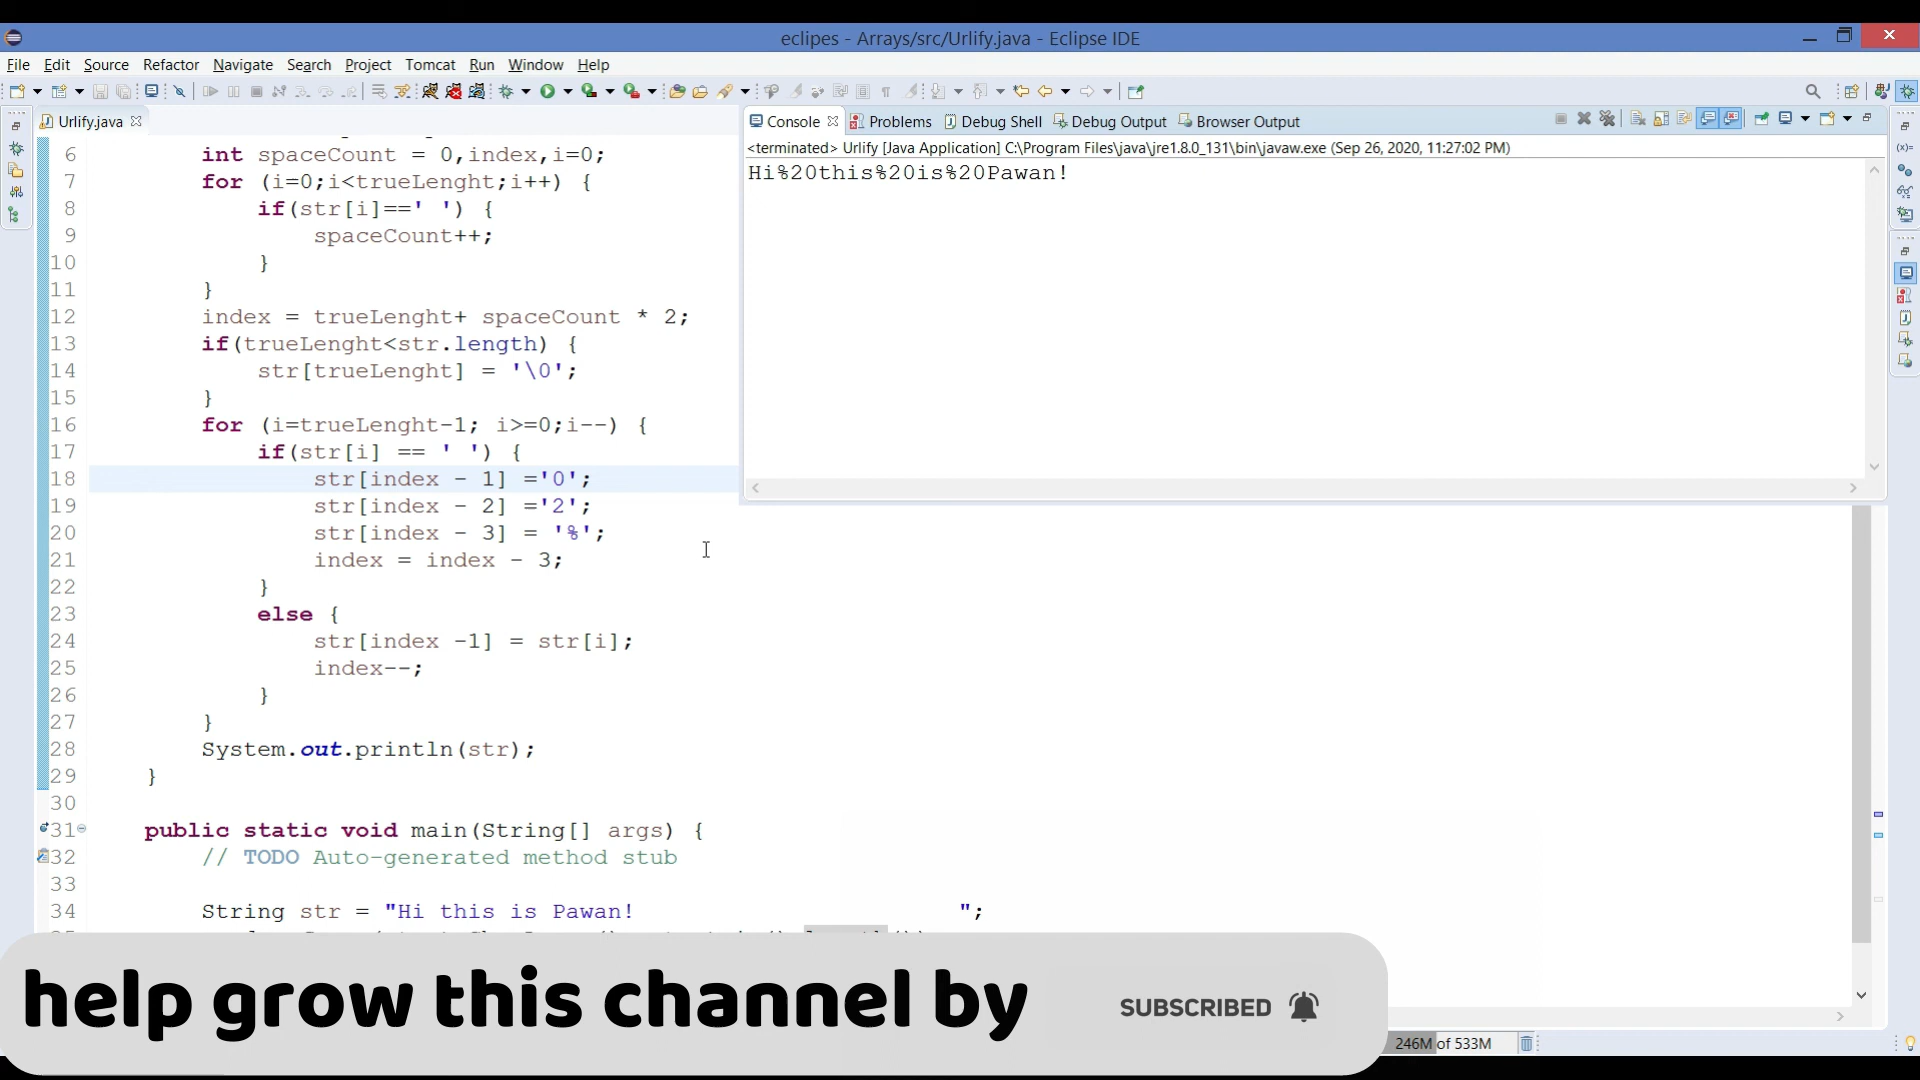 eclipes - Arrays/src/Urlify.java - Eclipse IDE
File Edit Source Refactor Navigate Search Project Tomcat Run Window Help
Urlify.java
Console Problems Debug Shell Debug Output Browser Output
<terminated> Urlify [Java Application] C:\Program Files\java\jre1.8.0_131\bin\javaw.exe (Sep 26, 2020, 11:27:02 PM)
Hi%20this%20is%20Pawan!
6 int spaceCount = 0,index,i=0;
7 for (i=0;i<trueLenght;i++) {
8 if(str[i]==' ') {
9 spaceCount++;
10 }
11 }
12 index = trueLenght+ spaceCount * 2;
13 if(trueLenght<str.length) {
14 str[trueLenght] = '\0';
15 }
16 for (i=trueLenght-1; i>=0;i--) {
17 if(str[i] == ' ') {
18 str[index - 1] ='0';
19 str[index - 2] ='2';
20 str[index - 3] = '%';
21 index = index - 3;
22 }
23 else {
24 str[index -1] = str[i];
25 index--;
26 }
27 }
28 System.out.println(str);
29 }
30
31 public static void main(String[] args) {
32 // TODO Auto-generated method stub
33
34 String str = "Hi this is Pawan!                       ";
help grow this channel by
SUBSCRIBED
246M of 533M